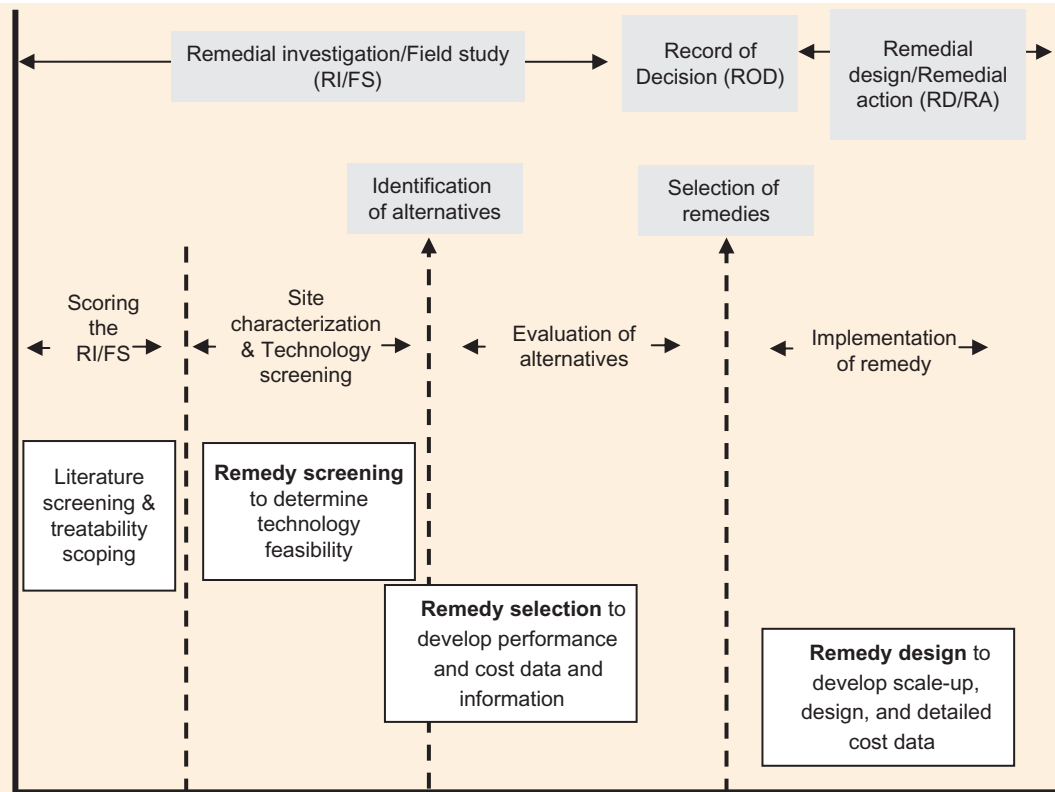 Remedial investigation/Field study
(RI/FS)
Record of
Decision (ROD)
Remedial
design/Remedial
action (RD/RA)
Identification
of alternatives
Selection of
remedies
Scoring
the
RI/FS
Site
characterization
& Technology
screening
Evaluation of
alternatives
Implementation
of remedy
Literature
screening &
treatability
scoping
Remedy screening
to determine
technology
feasibility
Remedy selection to
develop performance
and cost data and
information
Remedy design to
develop scale-up,
design, and detailed
cost data